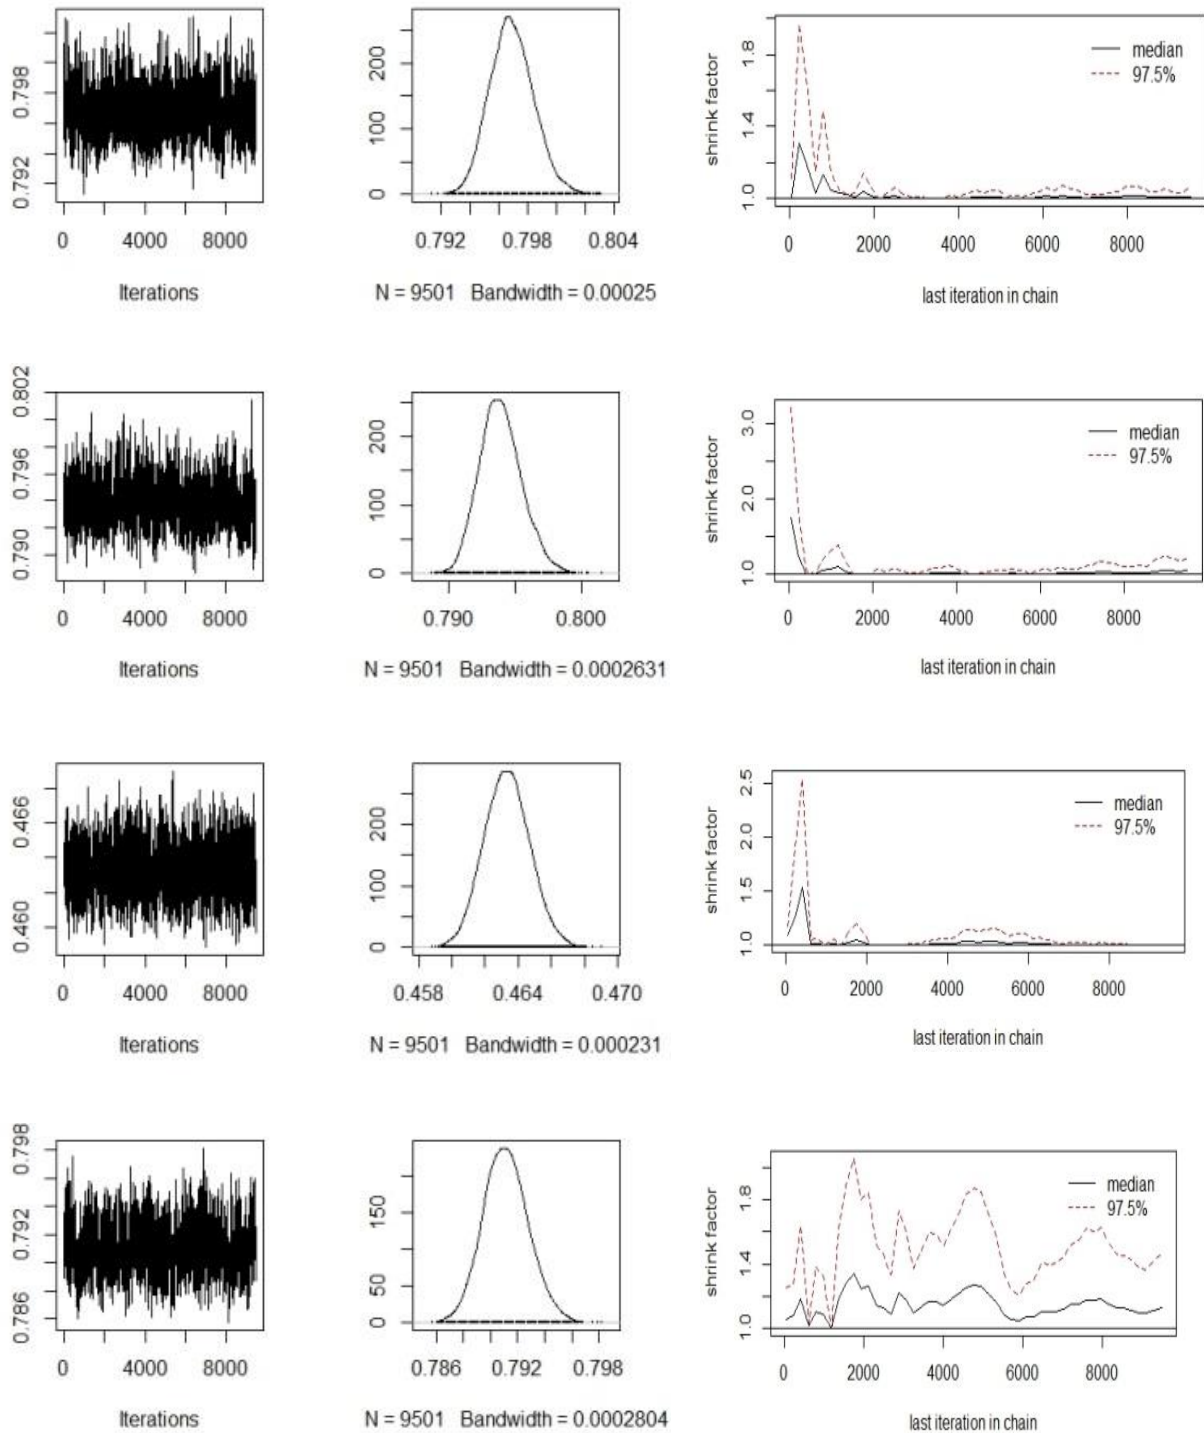 0.798
0.792
0 4000 8000
Iterations
200
100
0
0.792 0.798 0.804
N = 9501 Bandwidth = 0.00025
shrink factor
1.8
1.4
1.0
median
97.5%
0 2000 4000 6000 8000
last iteration in chain
0.802
0.796
0.790
0 4000 8000
Iterations
200
100
0
0.790 0.800
N = 9501 Bandwidth = 0.0002631
shrink factor
3.0
2.0
1.0
median
97.5%
0 2000 4000 6000 8000
last iteration in chain
0.466
0.460
0 4000 8000
Iterations
200
100
0
0.458 0.464 0.470
N = 9501 Bandwidth = 0.000231
shrink factor
2.5
2.0
1.5
1.0
median
97.5%
0 2000 4000 6000 8000
last iteration in chain
0.798
0.792
0.786
0 4000 8000
Iterations
150
50
0
0.786 0.792 0.798
N = 9501 Bandwidth = 0.0002804
shrink factor
1.8
1.4
1.0
median
97.5%
0 2000 4000 6000 8000
last iteration in chain